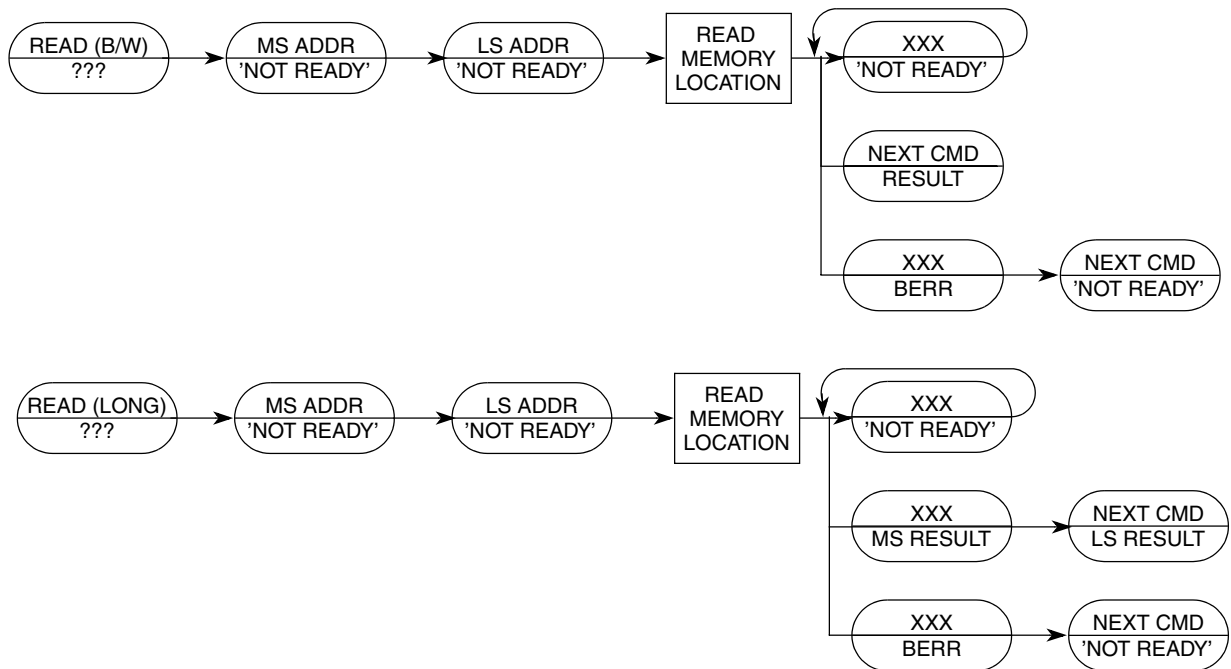 READ (B/W)
???
MS ADDR
'NOT READY'
LS ADDR
'NOT READY'
READ
MEMORY
LOCATION
XXX
'NOT READY'
NEXT CMD
RESULT
XXX
BERR
NEXT CMD
'NOT READY'
READ (LONG)
???
MS ADDR
'NOT READY'
LS ADDR
'NOT READY'
READ
MEMORY
LOCATION
XXX
'NOT READY'
XXX
MS RESULT
NEXT CMD
LS RESULT
XXX
BERR
NEXT CMD
'NOT READY'